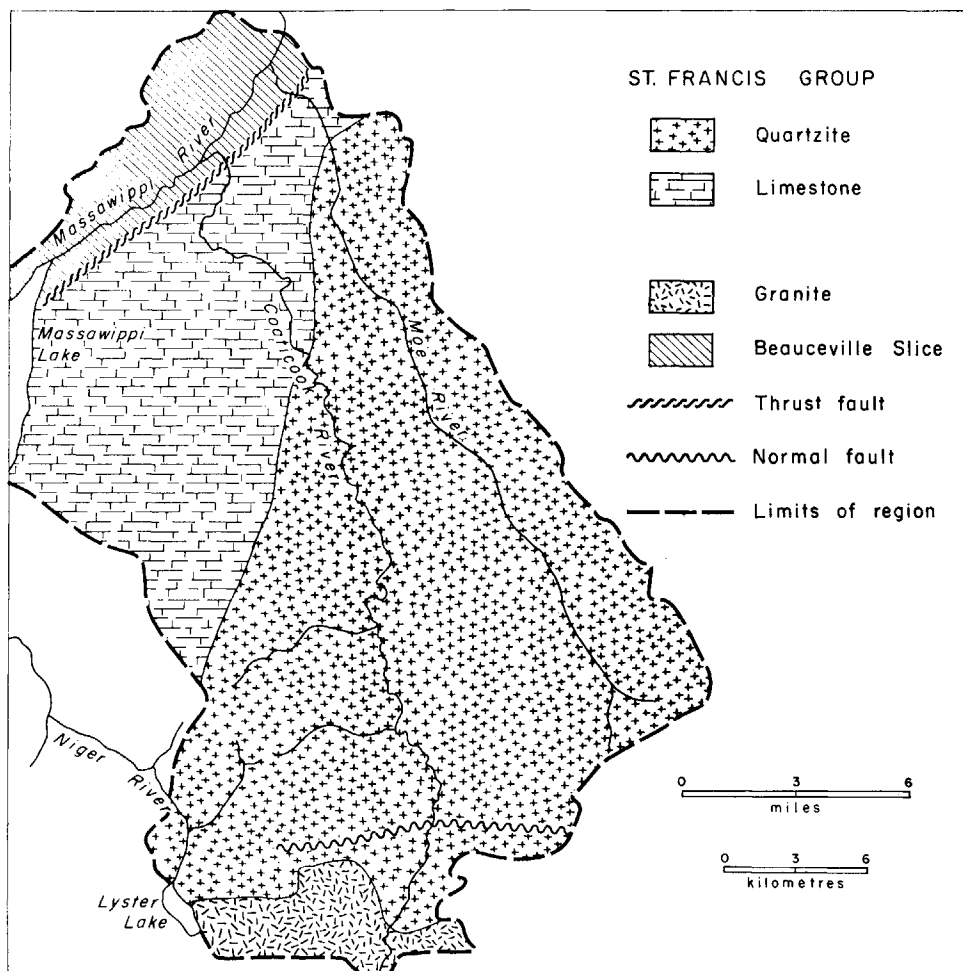 ST. FRANCIS GROUP
Quartzite
Limestone
Granite
Beauceville Slice
Thrust fault
Normal fault
Limits of region
Massawippi River
Massawippi
Lake
Coaticook River
Moe River
Niger River
Lyster
Lake
0 3 6
miles
0 3 6
kilometres